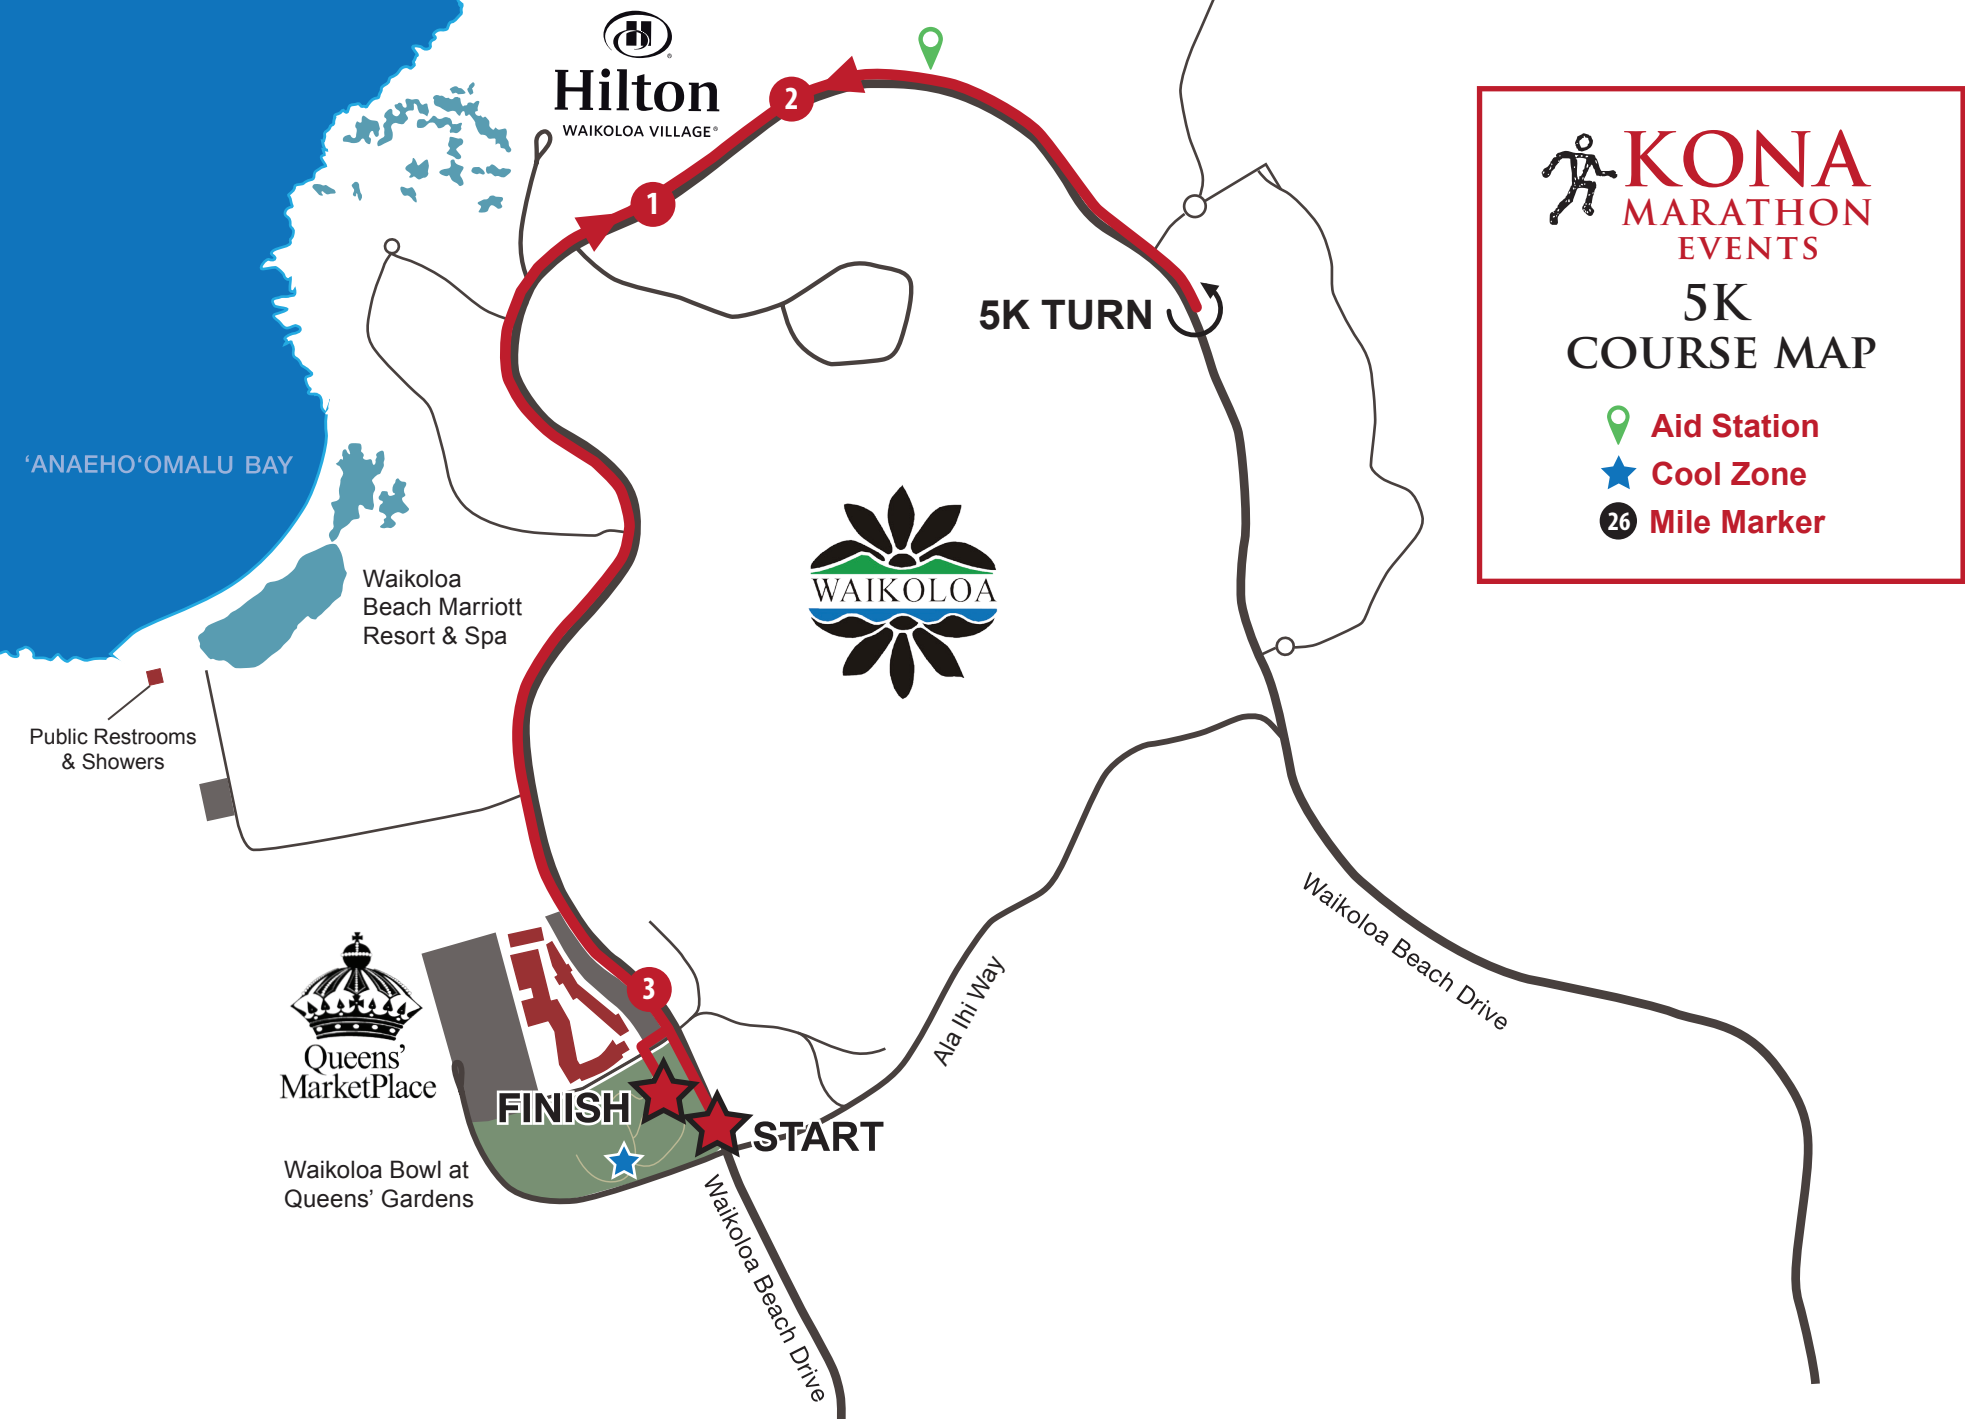 Hilton
WAIKOLOA VILLAGE®
2
1
KONA
MARATHON
EVENTS
5K
COURSE MAP
Aid Station
Cool Zone
26 Mile Marker
5K TURN
ʻANAEHOʻOMALU BAY
WAIKOLOA
Waikoloa
Beach Marriott
Resort & Spa
Public Restrooms
& Showers
Waikoloa Beach Drive
Ala Ihi Way
3
Queens’
MarketPlace
FINISH
START
Waikoloa Bowl at
Queens’ Gardens
Waikoloa Beach Drive